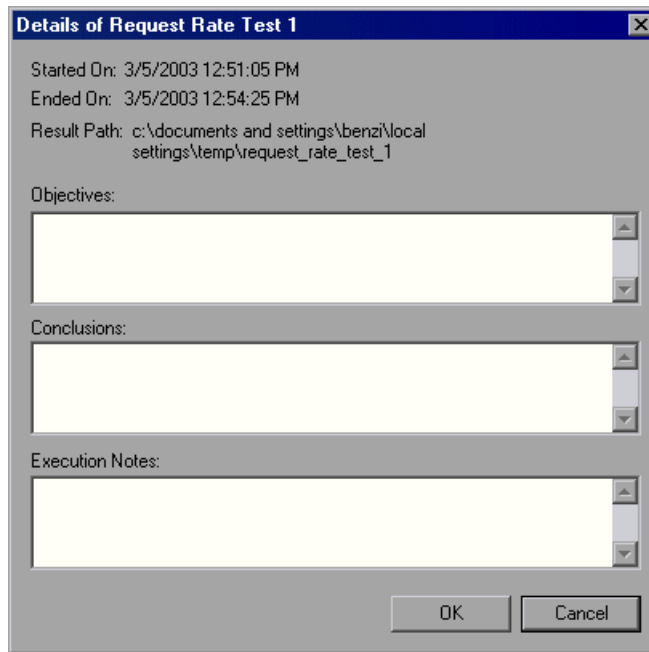 Details of Request Rate Test 1
Started On: 3/5/2003 12:51:05 PM
Ended On: 3/5/2003 12:54:25 PM
Result Path: c:\documents and settings\benzi\local
settings\temp\request_rate_test_1
Objectives:
Conclusions:
Execution Notes:
OK Cancel